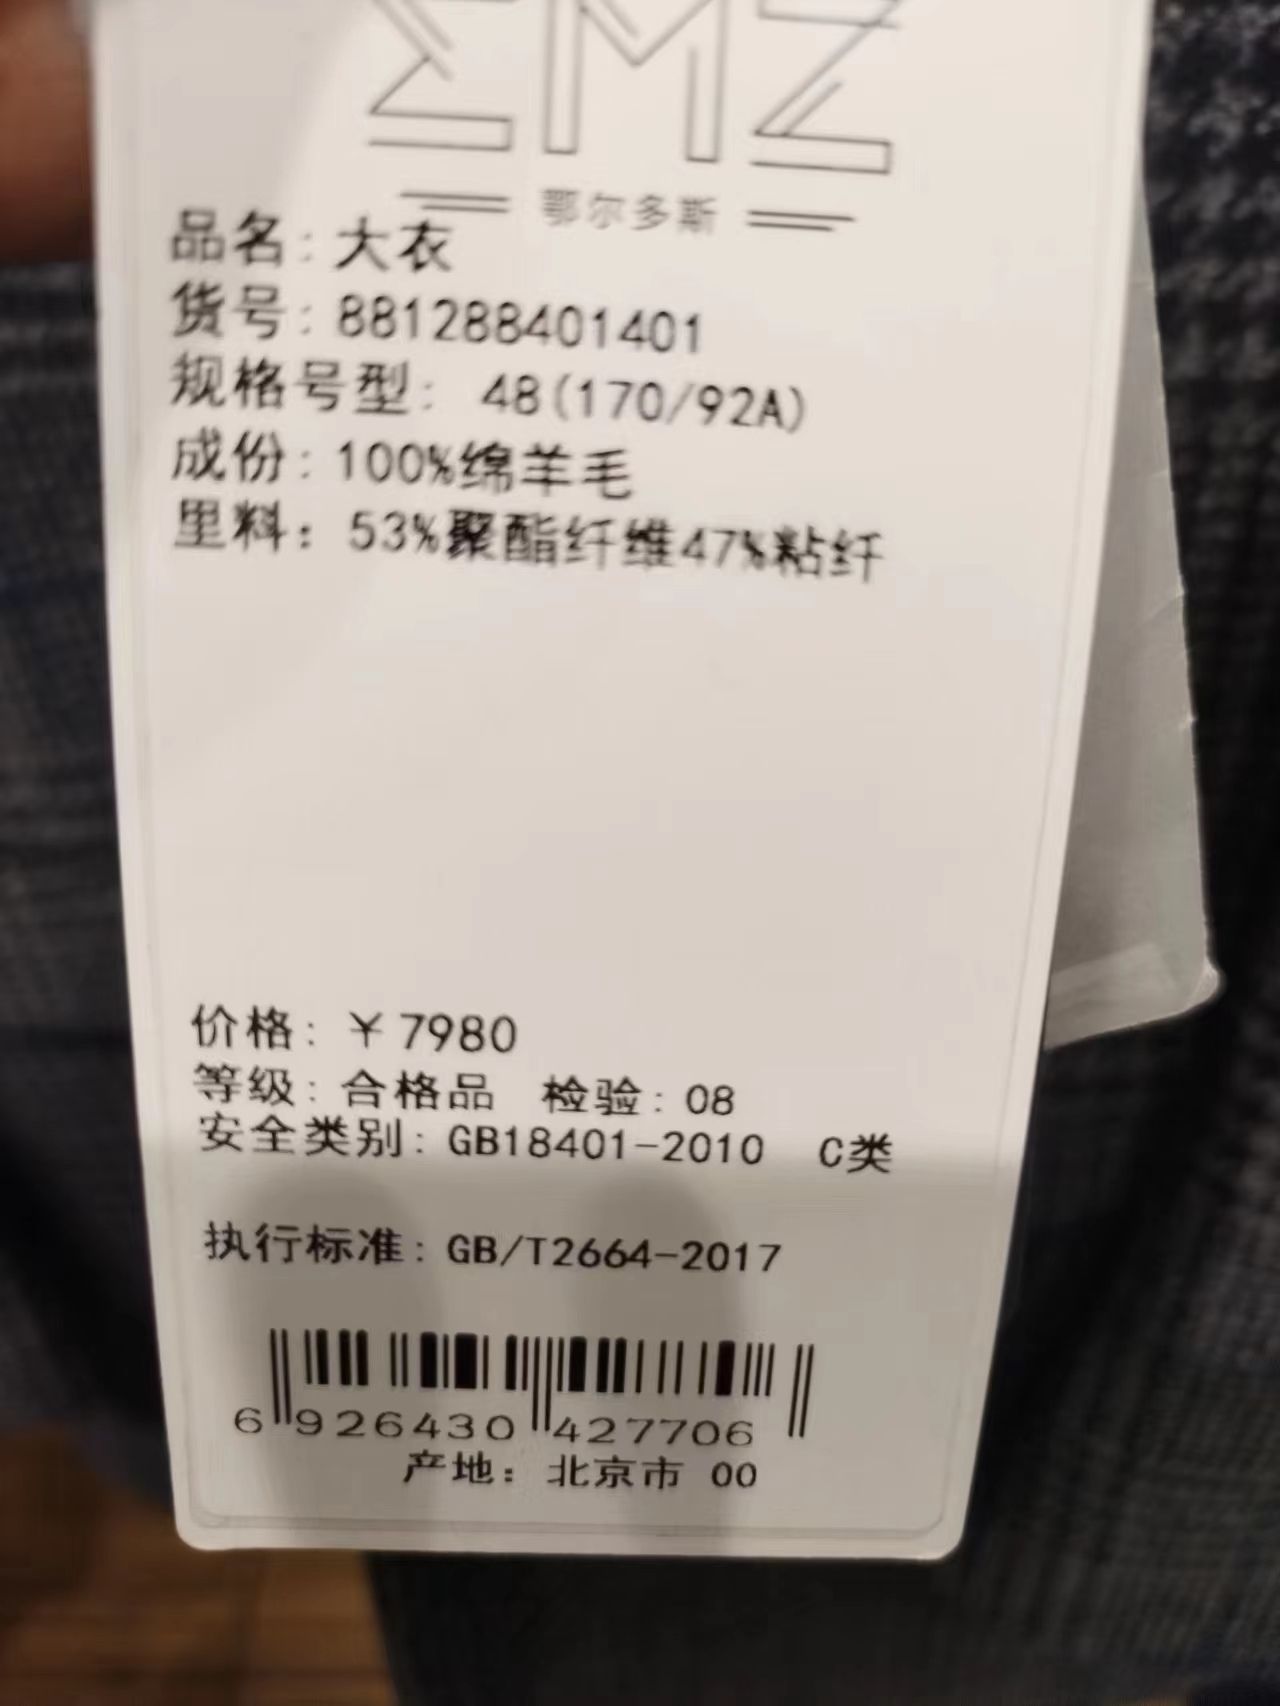 ΣMZ
鄂尔多斯
品名: 大衣
货号: 881288401401
规格号型: 48(170/92A)
成份: 100%绵羊毛
里料: 53%聚酯纤维47%粘纤
价格: ¥7980
等级: 合格品 检验: 08
安全类别: GB18401-2010 C类
执行标准: GB/T2664-2017
6 926430 427706
产地: 北京市 00